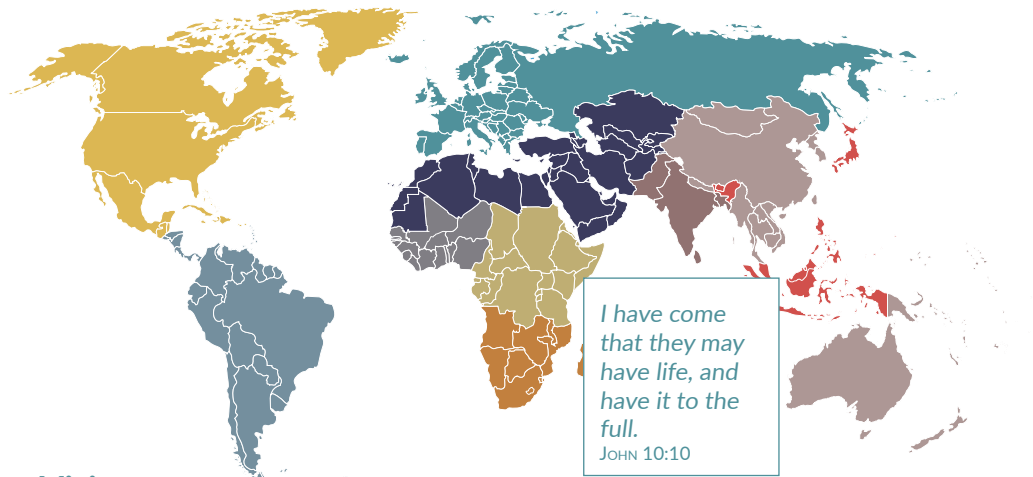 I have come
that they may
have life, and
have it to the
full.
John 10:10